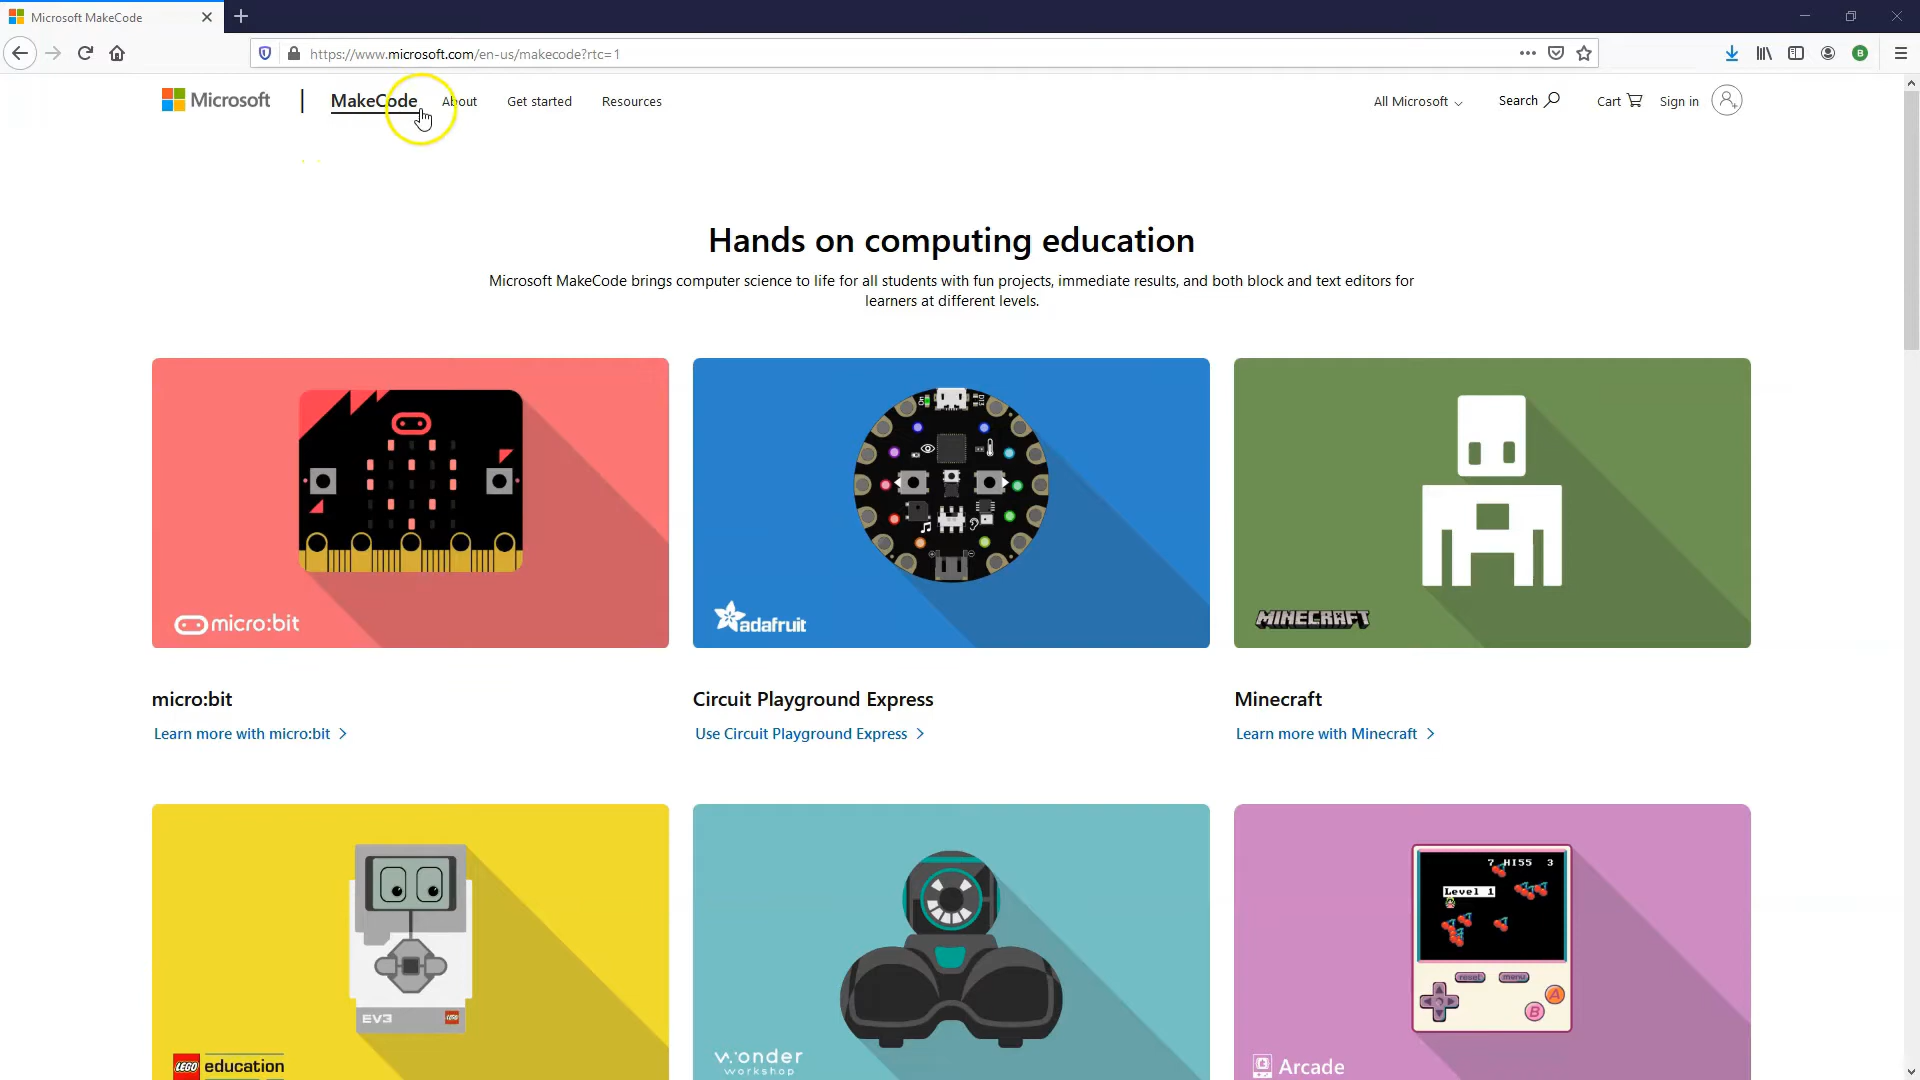 Microsoft MakeCode
https://www.microsoft.com/en-us/makecode?rtc=1
B
Microsoft | MakeCode About Get started Resources All Microsoft Search Cart Sign in
Hands on computing education
Microsoft MakeCode brings computer science to life for all students with fun projects, immediate results, and both block and text editors for
learners at different levels.
micro:bit
adafruit
MINECRAFT
micro:bit
Circuit Playground Express
Minecraft
Learn more with micro:bit
Use Circuit Playground Express
Learn more with Minecraft
7 HISS 3
Level 1
reset menu
A
B
EV3
LEGO
LEGO education
wonder
workshop
Arcade